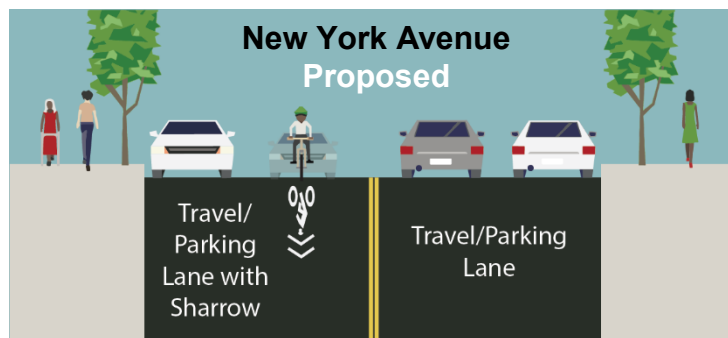 New York Avenue
Proposed
Travel/
Parking
Lane with
Sharrow
Travel/Parking
Lane